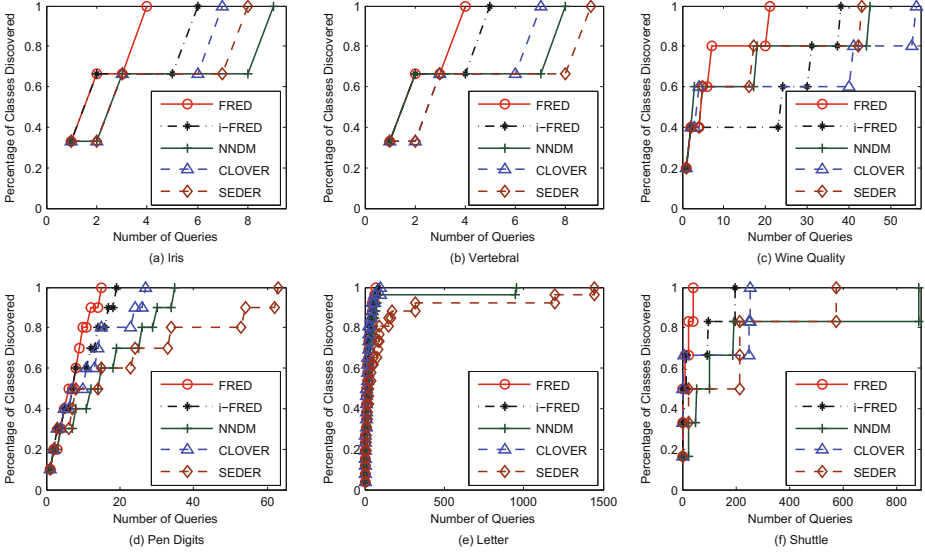 Percentage of Classes Discovered
1
0.8
0.6
0.4
0.2
0
0 2 4 6 8
FRED
i-FRED
NNDM
CLOVER
SEDER
Number of Queries
(a) Iris
Percentage of Classes Discovered
1
0.8
0.6
0.4
0.2
0
0 2 4 6 8
FRED
i-FRED
NNDM
CLOVER
SEDER
Number of Queries
(b) Vertebral
Percentage of Classes Discovered
1
0.8
0.6
0.4
0.2
0
0 10 20 30 40 50
FRED
i-FRED
NNDM
CLOVER
SEDER
Number of Queries
(c) Wine Quality
Percentage of Classes Discovered
1
0.8
0.6
0.4
0.2
0
0 20 40 60
FRED
i-FRED
NNDM
CLOVER
SEDER
Number of Queries
(d) Pen Digits
Percentage of Classes Discovered
1
0.8
0.6
0.4
0.2
0
0 500 1000 1500
FRED
i-FRED
NNDM
CLOVER
SEDER
Number of Queries
(e) Letter
Percentage of Classes Discovered
1
0.8
0.6
0.4
0.2
0
0 200 400 600 800
FRED
i-FRED
NNDM
CLOVER
SEDER
Number of Queries
(f) Shuttle